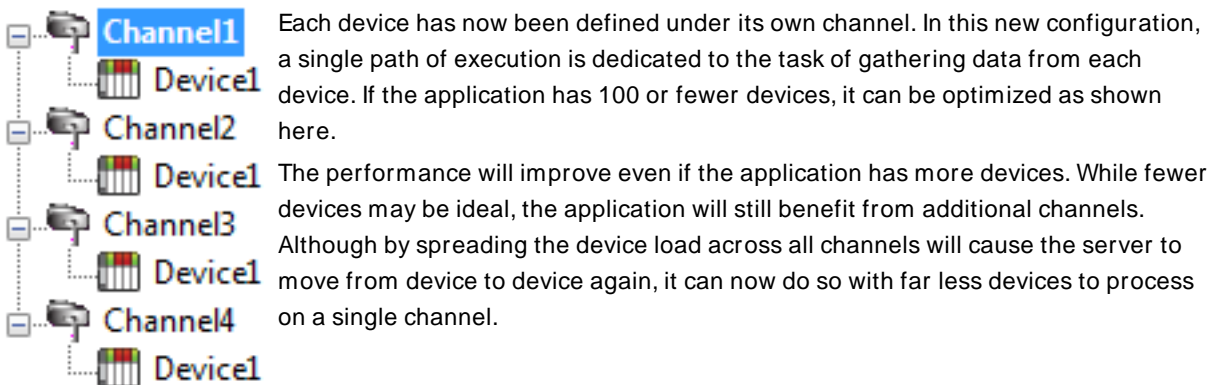 Channel1
Device1
Channel2
Device1
Channel3
Device1
Channel4
Device1
Each device has now been defined under its own channel. In this new configuration,
a single path of execution is dedicated to the task of gathering data from each
device. If the application has 100 or fewer devices, it can be optimized as shown
here.
The performance will improve even if the application has more devices. While fewer
devices may be ideal, the application will still benefit from additional channels.
Although by spreading the device load across all channels will cause the server to
move from device to device again, it can now do so with far less devices to process
on a single channel.